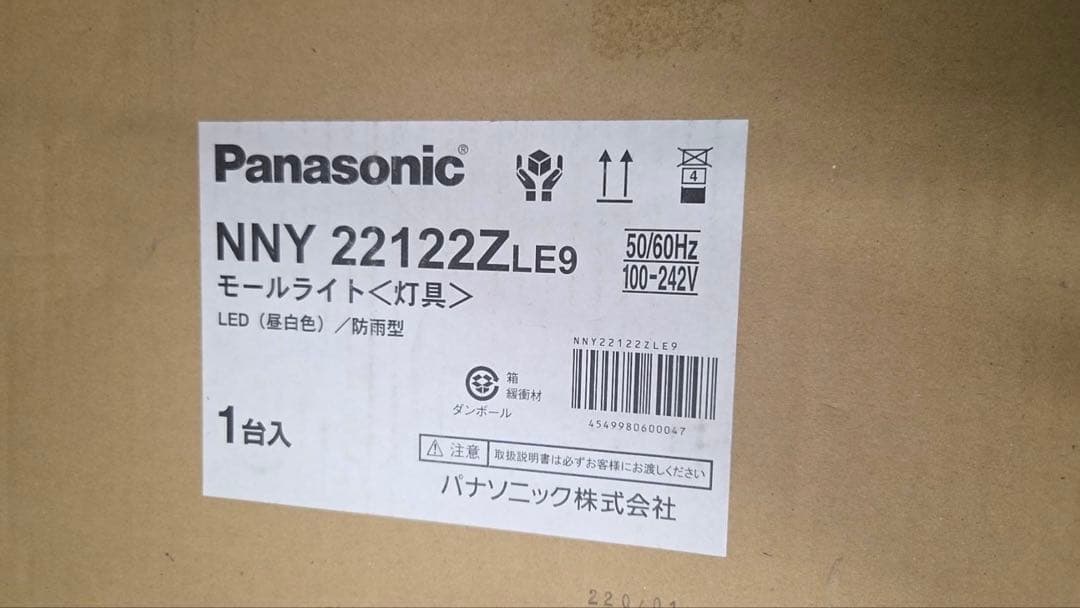 Panasonic®
4
NNY 22122ZLE9
50/60Hz
100-242V
モールライト<灯具>
LED（昼白色）/防雨型
NNY22122ZLE9
箱
緩衝材
ダンボール
4549980600047
1台入
注意 取扱説明書は必ずお客様にお渡しください
パナソニック株式会社